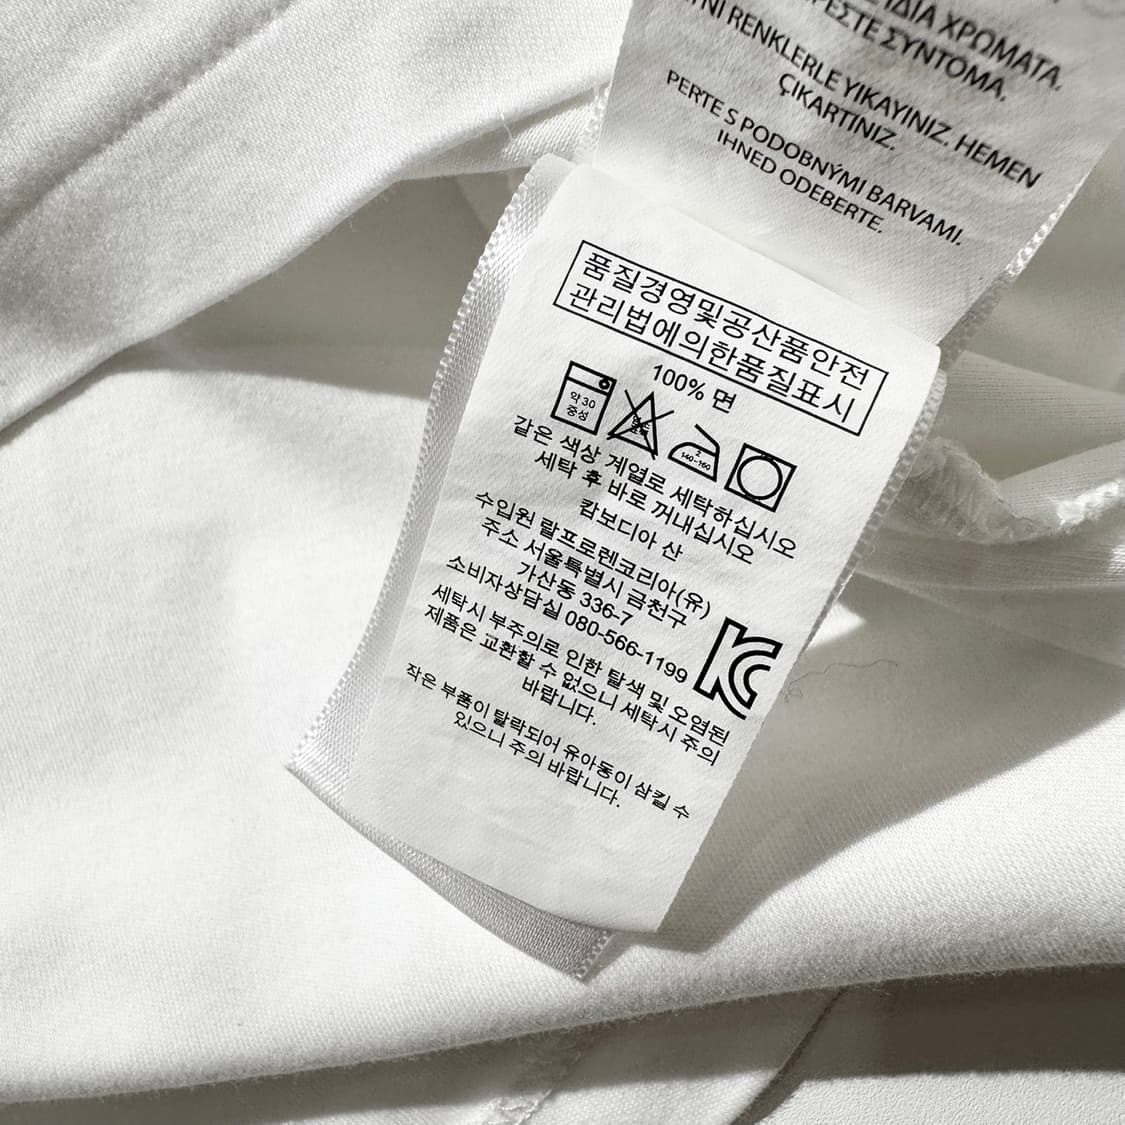 ΙΔΙΑ ΧΡΩΜΑΤΑ.
ΣΥΝΤΟΜΑ.
RENKLERLE YIKAYINIZ. HEMEN
ÇIKARTINIZ.
PERTE S PODOBNÝMI BARVAMI.
IHNED ODEBERTE.
품질경영및공산품안전
관리법에의한품질표시
100% 면
약 30
중성
2
140~160
같은 색상 계열로 세탁하십시오
세탁 후 바로 꺼내십시오
캄보디아 산
수입원 랄프로렌코리아(유)
주소 서울특별시 금천구
가산동 336-7
소비자상담실 080-566-1199
세탁시 부주의로 인한 탈색 및 오염된
제품은 교환할 수 없으니 세탁시 주의
바랍니다.
작은 부품이 탈락되어 유아동이 삼킬 수
있으니 주의 바랍니다.